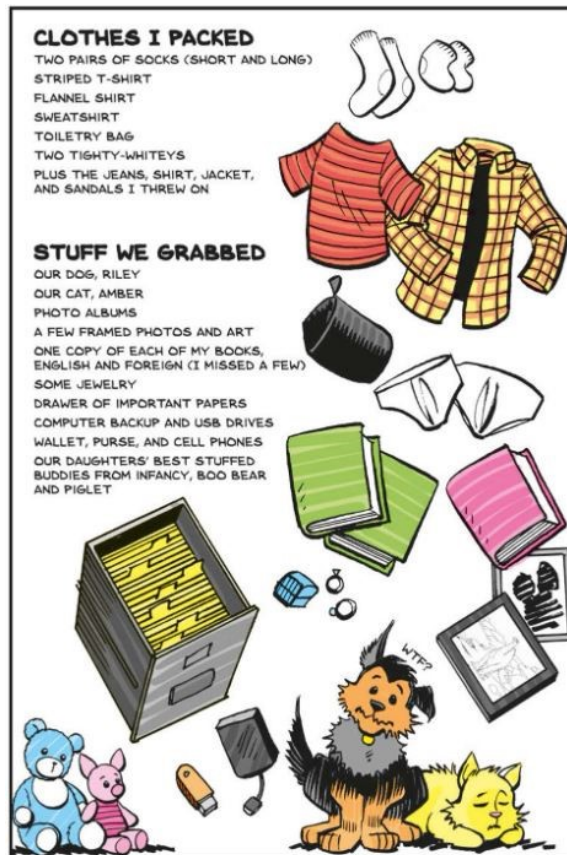 CLOTHES I PACKED
TWO PAIRS OF SOCKS (SHORT AND LONG)
STRIPED T-SHIRT
FLANNEL SHIRT
SWEATSHIRT
TOILETRY BAG
TWO TIGHTY-WHITEYS
PLUS THE JEANS, SHIRT, JACKET,
AND SANDALS I THREW ON
STUFF WE GRABBED
OUR DOG, RILEY
OUR CAT, AMBER
PHOTO ALBUMS
A FEW FRAMED PHOTOS AND ART
ONE COPY OF EACH OF MY BOOKS,
ENGLISH AND FOREIGN (I MISSED A FEW)
SOME JEWELRY
DRAWER OF IMPORTANT PAPERS
COMPUTER BACKUP AND USB DRIVES
WALLET, PURSE, AND CELL PHONES
OUR DAUGHTERS' BEST STUFFED
BUDDIES FROM INFANCY, BOO BEAR
AND PIGLET
WTF?